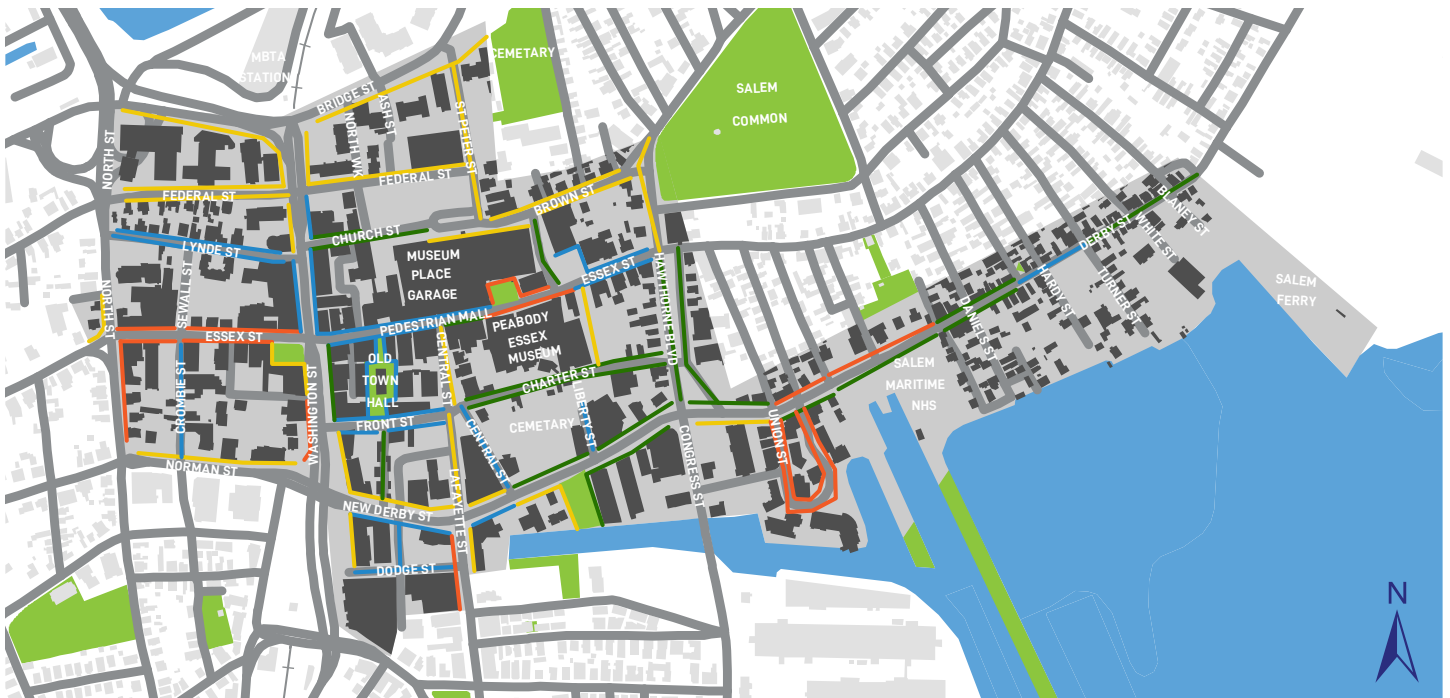 MBTA
STATION
CEMETARY
SALEM
COMMON
BRIDGE ST
ASH ST
NORTH WK
ST PETER ST
NORTH ST
FEDERAL ST
FEDERAL ST
BROWN ST
CHURCH ST
LYNDE ST
SEWALL ST
MUSEUM
PLACE
GARAGE
ESSEX ST
HAWTHORNE BLVD
BLANEY ST
WHITE ST
DERBY ST
TURNER ST
HARDY ST
DANIELS ST
SALEM
FERRY
NORTH ST
ESSEX ST
PEDESTRIAN MALL
PEABODY
ESSEX
MUSEUM
CENTRAL ST
OLD
TOWN
HALL
CROMBIE ST
WASHINGTON ST
CHARTER ST
LIBERTY ST
SALEM
MARITIME
NHS
FRONT ST
CEMETARY
CENTRAL ST
UNION ST
CONGRESS ST
NORMAN ST
LAFAYETTE ST
NEW DERBY ST
DODGE ST
N